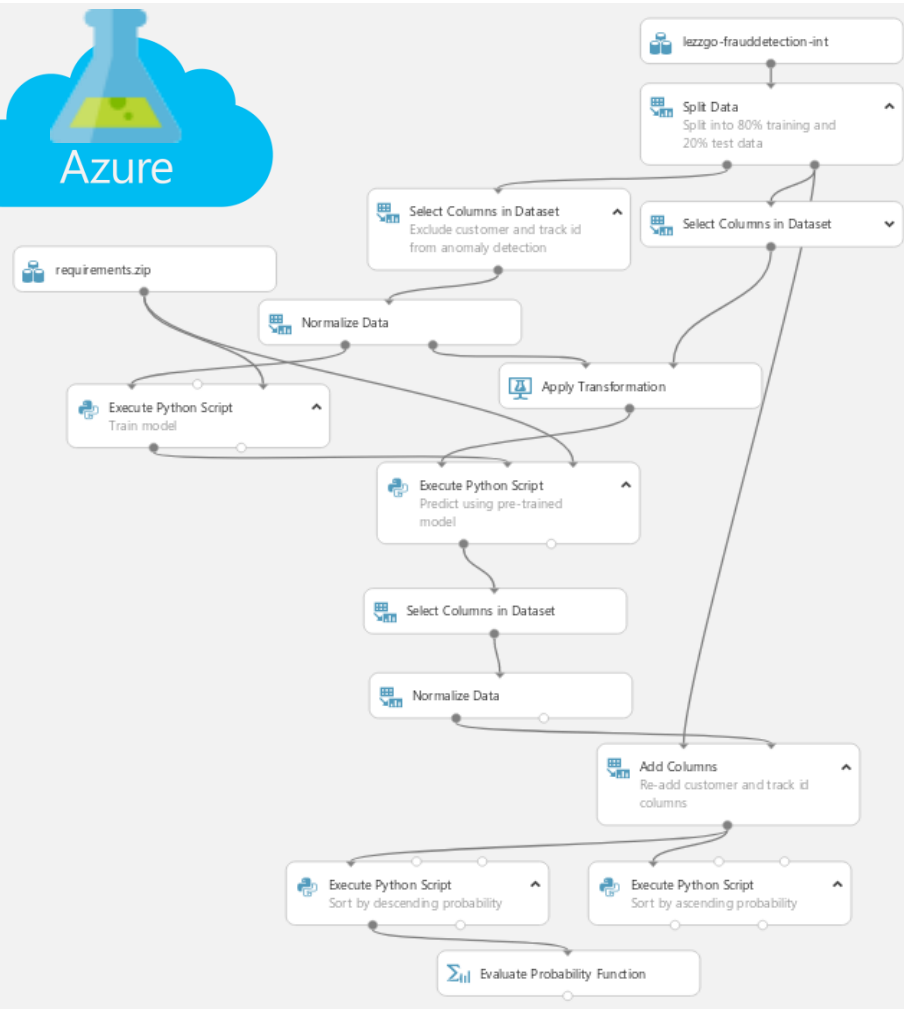 Azure
lezzgo-frauddetection-int
Split Data
Split into 80% training and
20% test data
Select Columns in Dataset
Exclude customer and track id
from anomaly detection
Select Columns in Dataset
requirements.zip
Normalize Data
Apply Transformation
Execute Python Script
Train model
Execute Python Script
Predict using pre-trained
model
Select Columns in Dataset
Normalize Data
Add Columns
Re-add customer and track id
columns
Execute Python Script
Sort by descending probability
Execute Python Script
Sort by ascending probability
Evaluate Probability Function